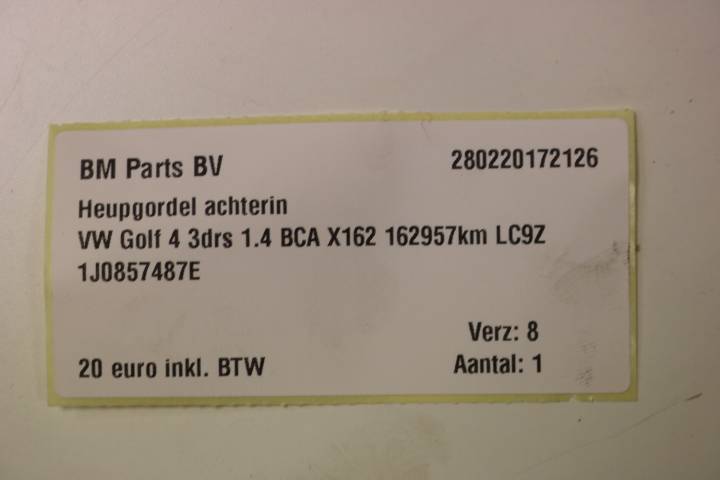 BM Parts BV 280220172126
Heupgordel achterin
VW Golf 4 3drs 1.4 BCA X162 162957km LC9Z
1J0857487E
Verz: 8
20 euro inkl. BTW Aantal: 1